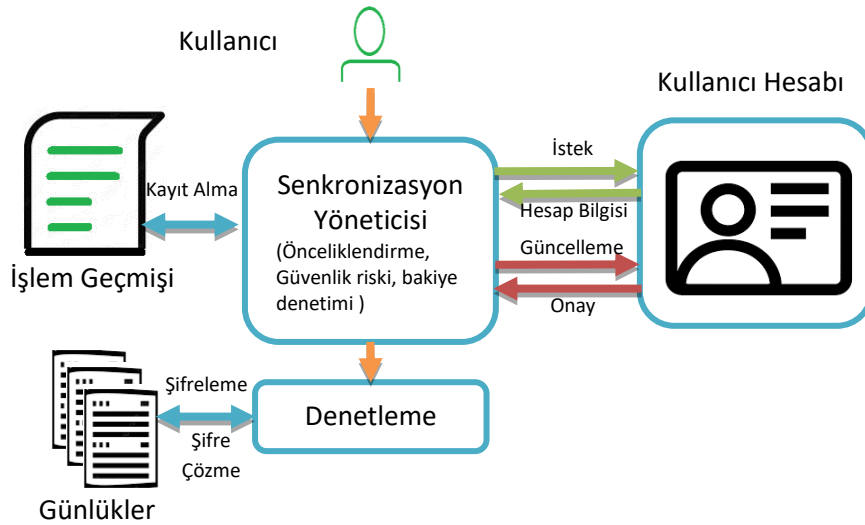 Kullanıcı
Kullanıcı Hesabı
İstek
Kayıt Alma
Senkronizasyon
Yöneticisi
(Önceliklendirme,
Güvenlik riski, bakiye
denetimi )
Hesap Bilgisi
Güncelleme
Onay
İşlem Geçmişi
Şifreleme
Denetleme
Şifre
Çözme
Günlükler